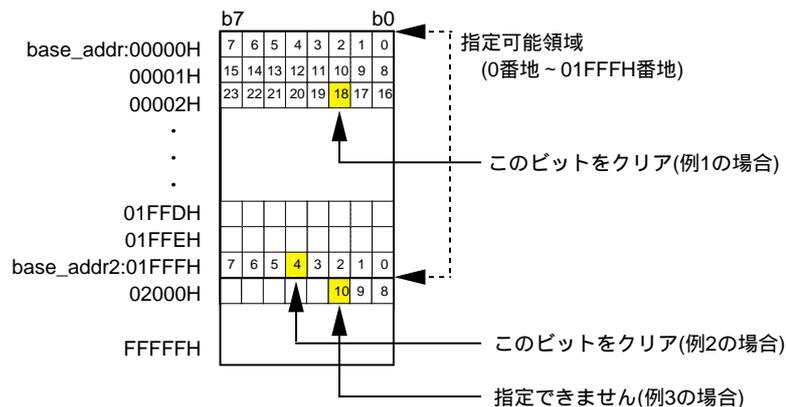 b7 b0
base_addr:00000H 7 6 5 4 3 2 1 0
指定可能領域
(0番地 ~ 01FFFH番地)
00001H 15 14 13 12 11 10 9 8
00002H 23 22 21 20 19 18 17 16
このビットをクリア(例1の場合)
01FFDH
01FFEH
base_addr2:01FFFH 7 6 5 4 3 2 1 0
02000H 10 9 8
このビットをクリア(例2の場合)
FFFFFH
指定できません(例3の場合)